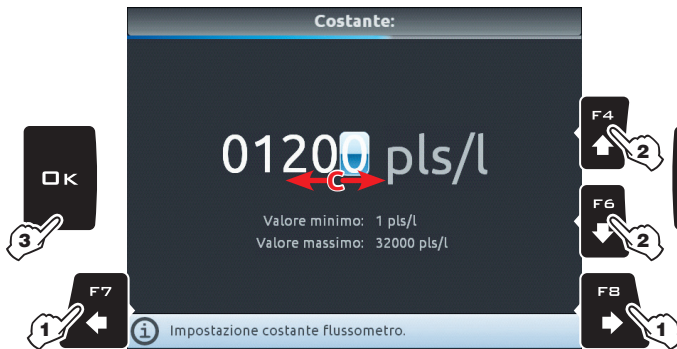 Costante:
F4
2
01200 pls/l
OK
C
F6
Valore minimo: 1 pls/l
2
3
Valore massimo: 32000 pls/l
F7
F8
1
1
i Impostazione costante flussometro.